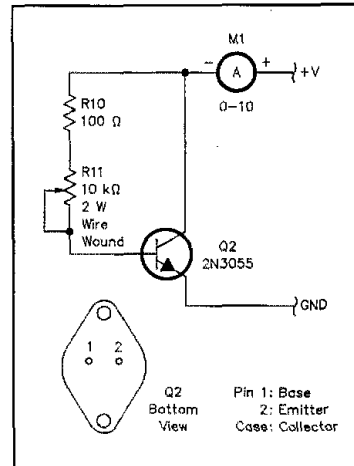 M1
− A +
+V
0–10
R10
100 Ω
R11
10 kΩ
2 W
Wire
Wound
Q2
2N3055
GND
1 2
Q2
Bottom
View
Pin 1: Base
2: Emitter
Case: Collector